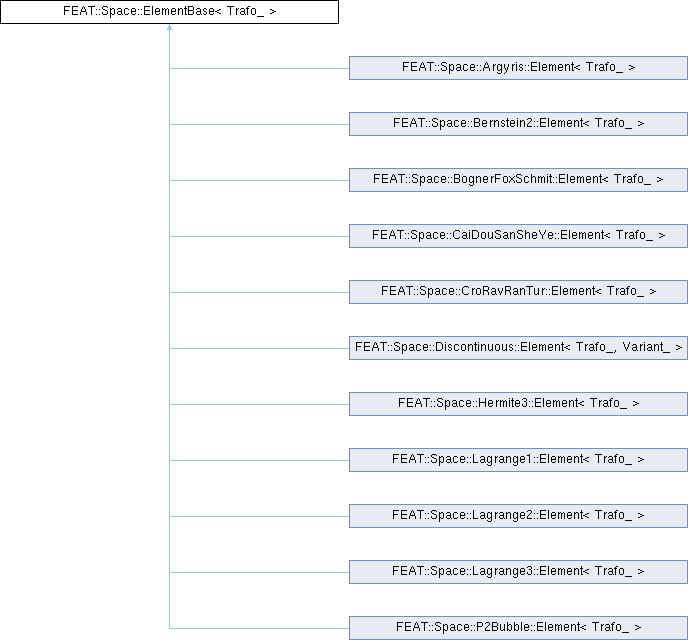 FEAT::Space::ElementBase< Trafo_ >
FEAT::Space::Argyris::Element< Trafo_ >
FEAT::Space::Bernstein2::Element< Trafo_ >
FEAT::Space::BognerFoxSchmit::Element< Trafo_ >
FEAT::Space::CaiDouSanSheYe::Element< Trafo_ >
FEAT::Space::CroRavRanTur::Element< Trafo_ >
FEAT::Space::Discontinuous::Element< Trafo_, Variant_ >
FEAT::Space::Hermite3::Element< Trafo_ >
FEAT::Space::Lagrange1::Element< Trafo_ >
FEAT::Space::Lagrange2::Element< Trafo_ >
FEAT::Space::Lagrange3::Element< Trafo_ >
FEAT::Space::P2Bubble::Element< Trafo_ >